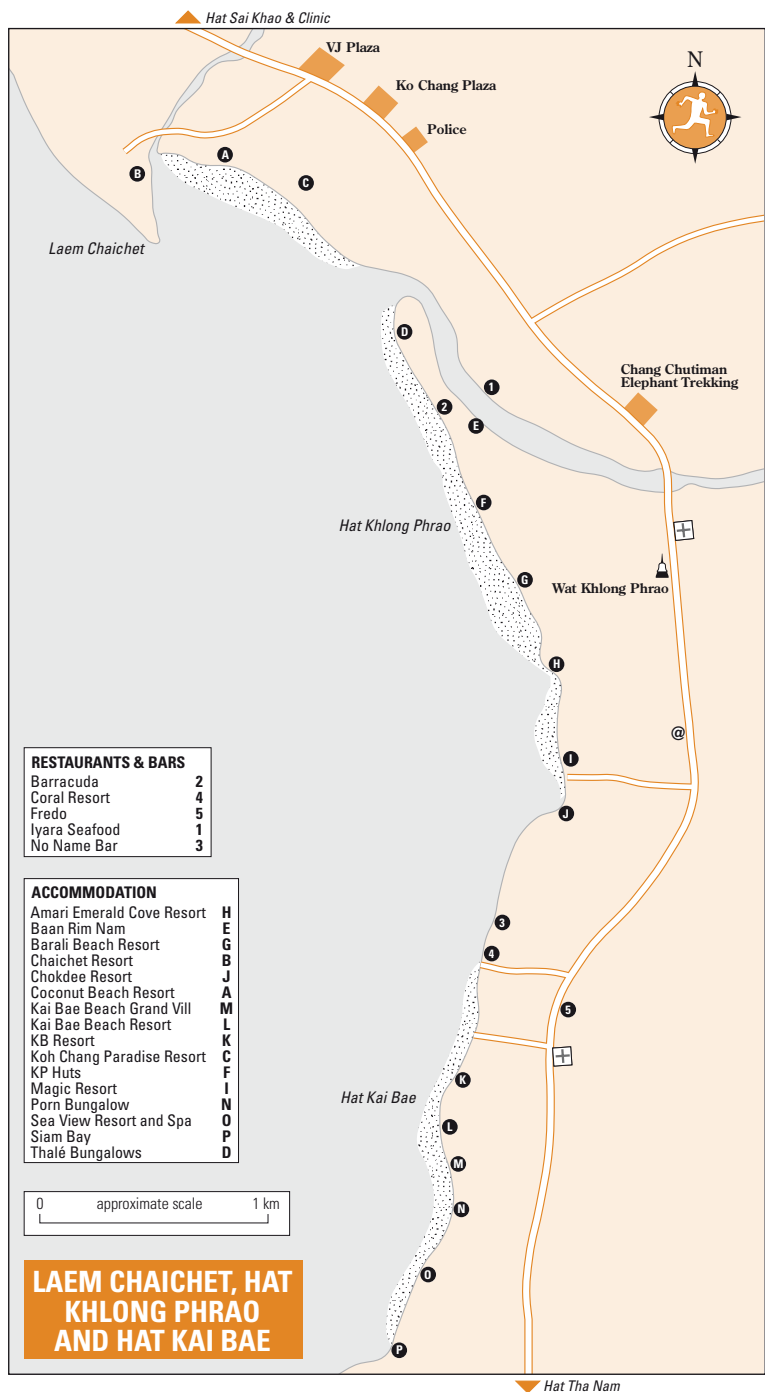 Hat Sai Khao & Clinic
VJ Plaza
Ko Chang Plaza
Police
N
A
B
C
Laem Chaichet
D
1
2
E
Chang Chutiman
Elephant Trekking
F
Hat Khlong Phrao
G
Wat Khlong Phrao
H
@
I
J
RESTAURANTS & BARS
Barracuda 2
Coral Resort 4
Fredo 5
Iyara Seafood 1
No Name Bar 3
ACCOMMODATION
Amari Emerald Cove Resort H
Baan Rim Nam E
Barali Beach Resort G
Chaichet Resort B
Chokdee Resort J
Coconut Beach Resort A
Kai Bae Beach Grand Vill M
Kai Bae Beach Resort L
KB Resort K
Koh Chang Paradise Resort C
KP Huts F
Magic Resort I
Porn Bungalow N
Sea View Resort and Spa O
Siam Bay P
Thalé Bungalows D
3
4
5
K
Hat Kai Bae
L
M
N
O
P
0 approximate scale 1 km
LAEM CHAICHET, HAT
KHLONG PHRAO
AND HAT KAI BAE
Hat Tha Nam